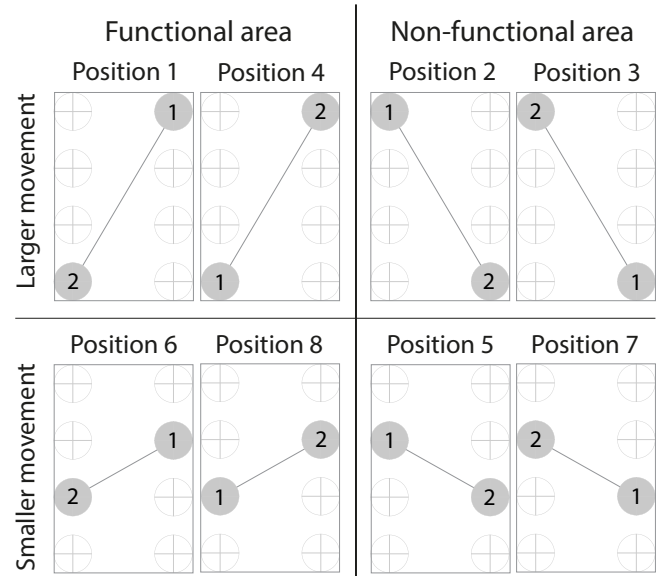 Functional area Non-functional area
Position 1 Position 4 Position 2 Position 3
Larger movement
1 2 1 2
2 1 2 1
Position 6 Position 8 Position 5 Position 7
Smaller movement
1 2 1 2
2 1 2 1